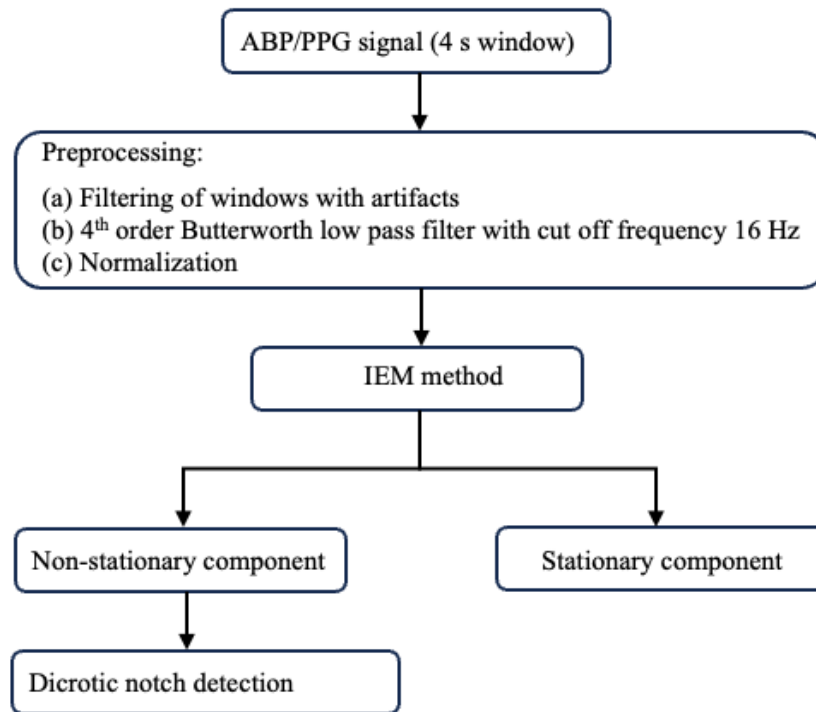 ABP/PPG signal (4 s window)
Preprocessing:
(a) Filtering of windows with artifacts
(b) 4th order Butterworth low pass filter with cut off frequency 16 Hz
(c) Normalization
IEM method
Non-stationary component
Stationary component
Dicrotic notch detection